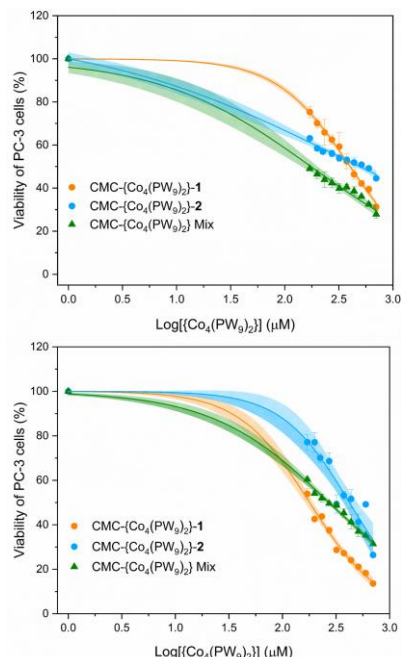 120
100
80
60
40
20
0
Viability of PC-3 cells (%)
CMC-{Co₄(PW₉)₂}-1
CMC-{Co₄(PW₉)₂}-2
CMC-{Co₄(PW₉)₂} Mix
0.0 0.5 1.0 1.5 2.0 2.5 3.0
Log[{Co₄(PW₉)₂}] (μM)
120
100
80
60
40
20
0
Viability of PC-3 cells (%)
CMC-{Co₄(PW₉)₂}-1
CMC-{Co₄(PW₉)₂}-2
CMC-{Co₄(PW₉)₂} Mix
0.0 0.5 1.0 1.5 2.0 2.5 3.0
Log[{Co₄(PW₉)₂}] (μM)